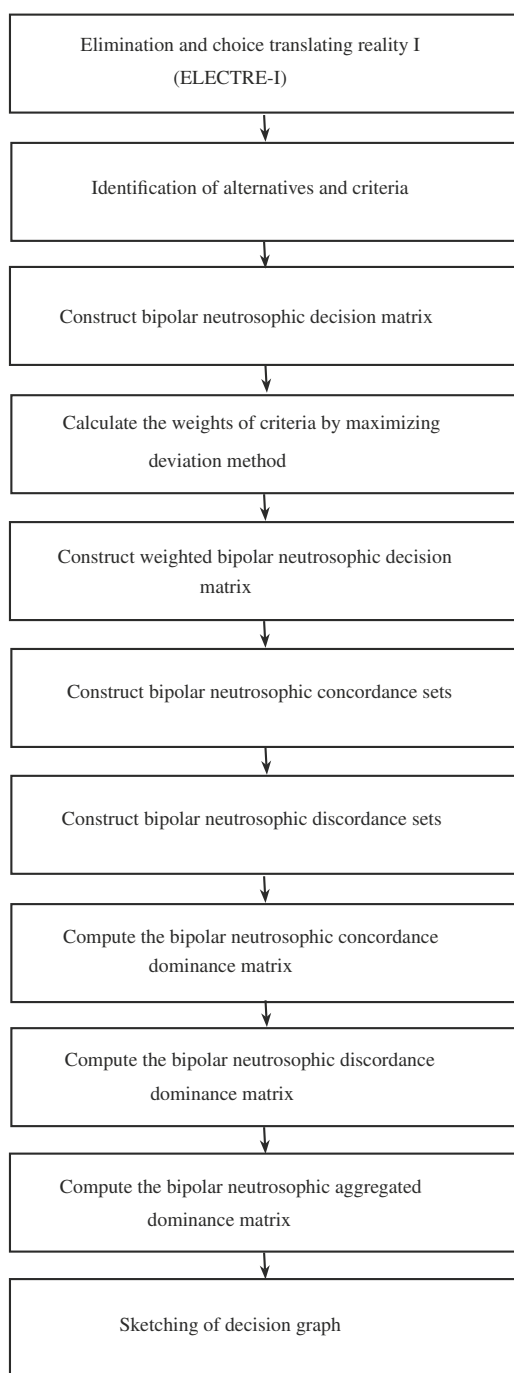 Elimination and choice translating reality I
(ELECTRE-I)
Identification of alternatives and criteria
Construct bipolar neutrosophic decision matrix
Calculate the weights of criteria by maximizing
deviation method
Construct weighted bipolar neutrosophic decision
matrix
Construct bipolar neutrosophic concordance sets
Construct bipolar neutrosophic discordance sets
Compute the bipolar neutrosophic concordance
dominance matrix
Compute the bipolar neutrosophic discordance
dominance matrix
Compute the bipolar neutrosophic aggregated
dominance matrix
Sketching of decision graph